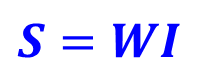 S = WI